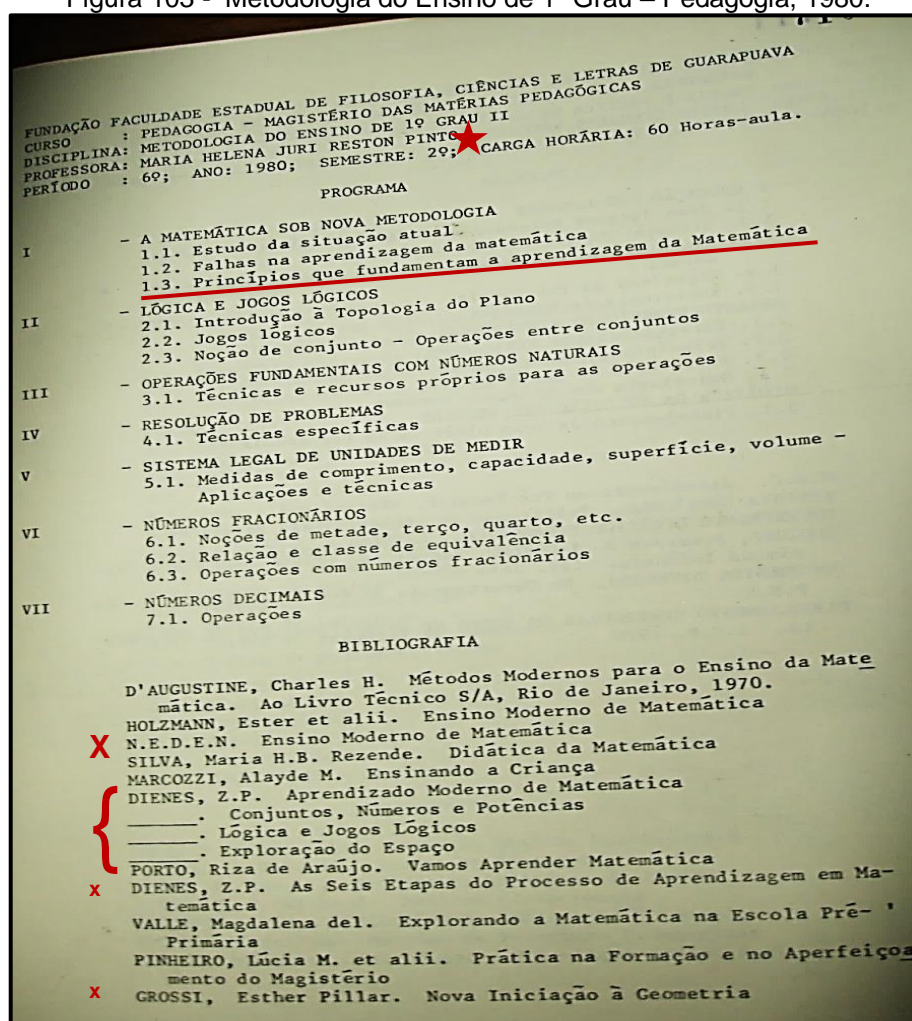 Figura 103 - Metodologia do Ensino de 1º Grau – Pedagogia, 1980.
FUNDAÇÃO FACULDADE ESTADUAL DE FILOSOFIA, CIÊNCIAS E LETRAS DE GUARAPUAVA
CURSO : PEDAGOGIA - MAGISTÉRIO DAS MATÉRIAS PEDAGÓGICAS
DISCIPLINA: METODOLOGIA DO ENSINO DE 1º GRAU II
PROFESSORA: MARIA HELENA JURI RESTON PINTO
PERÍODO : 6º; ANO: 1980; SEMESTRE: 2º; CARGA HORÁRIA: 60 Horas-aula.
PROGRAMA
I - A MATEMÁTICA SOB NOVA METODOLOGIA
1.1. Estudo da situação atual
1.2. Falhas na aprendizagem da matemática
1.3. Princípios que fundamentam a aprendizagem da Matemática
II - LÓGICA E JOGOS LÓGICOS
2.1. Introdução à Topologia do Plano
2.2. Jogos lógicos
2.3. Noção de conjunto - Operações entre conjuntos
III - OPERAÇÕES FUNDAMENTAIS COM NÚMEROS NATURAIS
3.1. Técnicas e recursos próprios para as operações
IV - RESOLUÇÃO DE PROBLEMAS
4.1. Técnicas específicas
V - SISTEMA LEGAL DE UNIDADES DE MEDIR
5.1. Medidas de comprimento, capacidade, superfície, volume -
Aplicações e técnicas
VI - NÚMEROS FRACIONÁRIOS
6.1. Noções de metade, terço, quarto, etc.
6.2. Relação e classe de equivalência
6.3. Operações com números fracionários
VII - NÚMEROS DECIMAIS
7.1. Operações
BIBLIOGRAFIA
D'AUGUSTINE, Charles H. Métodos Modernos para o Ensino da Mate
mática. Ao Livro Técnico S/A, Rio de Janeiro, 1970.
HOLZMANN, Ester et alii. Ensino Moderno de Matemática
X N.E.D.E.N. Ensino Moderno de Matemática
SILVA, Maria H.B. Rezende. Didática da Matemática
MARCOZZI, Alayde M. Ensinando a Criança
{ DIENES, Z.P. Aprendizado Moderno de Matemática
______. Conjuntos, Números e Potências
______. Lógica e Jogos Lógicos
______. Exploração do Espaço
PORTO, Riza de Araújo. Vamos Aprender Matemática
x DIENES, Z.P. As Seis Etapas do Processo de Aprendizagem em Ma-
temática
VALLE, Magdalena del. Explorando a Matemática na Escola Pré- '
Primária
PINHEIRO, Lúcia M. et alii. Prática na Formação e no Aperfeiçoa
mento do Magistério
x GROSSI, Esther Pillar. Nova Iniciação à Geometria